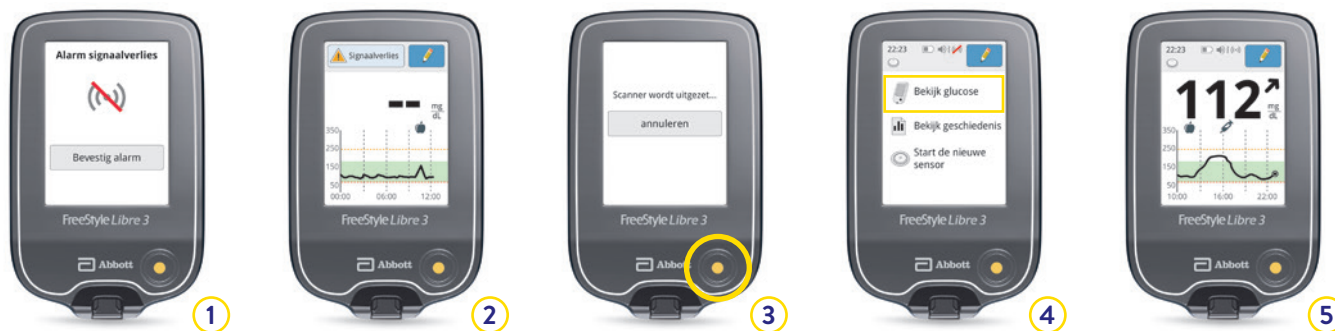 Alarm signaalverlies
Bevestig alarm
FreeStyle Libre 3
Abbott
1
Signaalverlies
-- mg/dL
350
250
150
50
00:00 06:00 12:00
FreeStyle Libre 3
Abbott
2
Scanner wordt uitgezet...
annuleren
FreeStyle Libre 3
Abbott
3
22:23
Bekijk glucose
Bekijk geschiedenis
Start de nieuwe
sensor
FreeStyle Libre 3
Abbott
4
22:23
112 mg/dL
350
250
150
50
10:00 16:00 22:00
FreeStyle Libre 3
Abbott
5